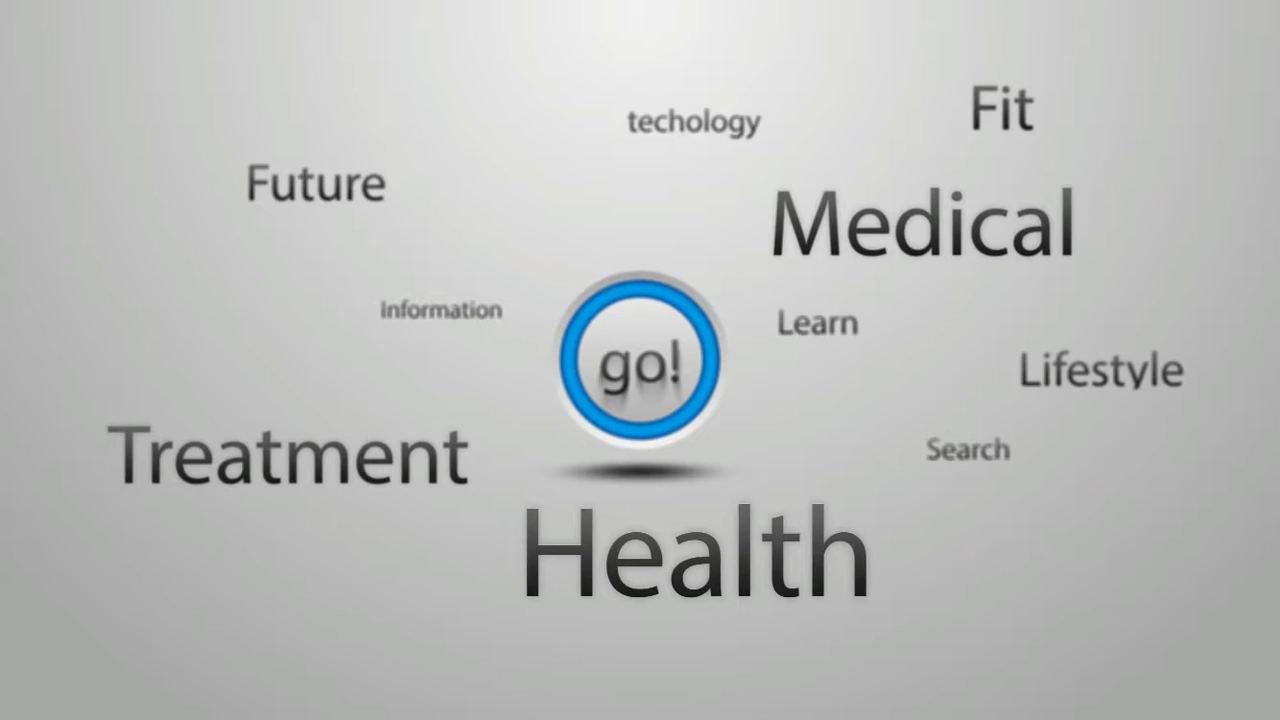 Fit
techology
Future
Medical
Information
Learn
go!
Lifestyle
Search
Treatment
Health